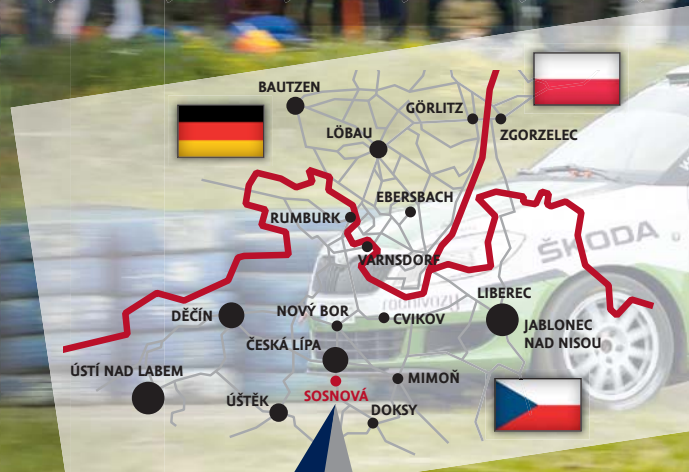 BAUTZEN
GÖRLITZ
ZGORZELEC
LÖBAU
EBERSBACH
RUMBURK
VARNSDORF
ŠKODA
LIBEREC
DĚČÍN
NOVÝ BOR
CVIKOV
JABLONEC
NAD NISOU
ČESKÁ LÍPA
ÚSTÍ NAD LABEM
MIMOŇ
SOSNOVÁ
ÚŠTĚK
DOKSY